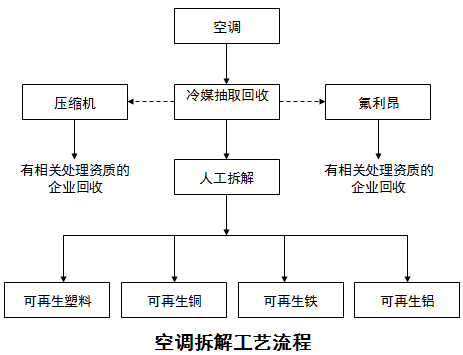 空调
压缩机
冷媒抽取回收
氟利昂
有相关处理资质的
企业回收
有相关处理资质的
企业回收
人工拆解
可再生塑料
可再生铜
可再生铁
可再生铝
空调拆解工艺流程